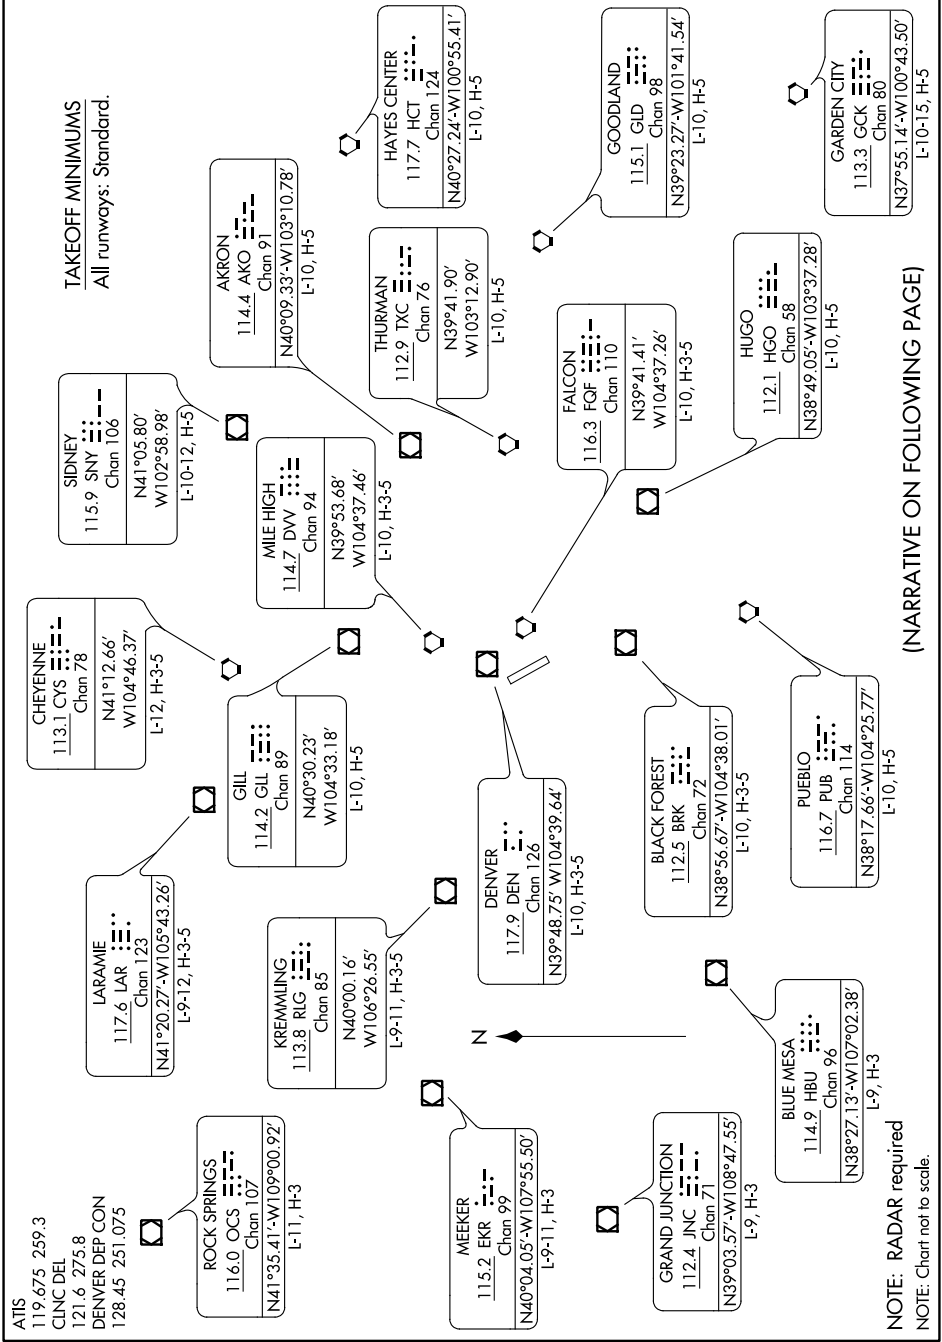 ATIS
119.675 259.3
CLNC DEL
121.6 275.8
DENVER DEP CON
128.45 251.075
TAKEOFF MINIMUMS
All runways: Standard.
ROCK SPRINGS
116.0 OCS
Chan 107
N41°35.41'-W109°00.92'
L-11, H-3
LARAMIE
117.6 LAR
Chan 123
N41°20.27'-W105°43.26'
L-9-12, H-3-5
CHEYENNE
113.1 CYS
Chan 78
N41°12.66'
W104°46.37'
L-12, H-3-5
SIDNEY
115.9 SNY
Chan 106
N41°05.80'
W102°58.98'
L-10-12, H-5
AKRON
114.4 AKO
Chan 91
N40°09.33'-W103°10.78'
L-10, H-5
HAYES CENTER
117.7 HCT
Chan 124
N40°27.24'-W100°55.41'
L-10, H-5
GILL
114.2 GLL
Chan 89
N40°30.23'
W104°33.18'
L-10, H-5
MILE HIGH
114.7 DVV
Chan 94
N39°53.68'
W104°37.46'
L-10, H-3-5
THURMAN
112.9 TXC
Chan 76
N39°41.90'
W103°12.90'
L-10, H-5
KREMMLING
113.8 RLG
Chan 85
N40°00.16'
W106°26.55'
L-9-11, H-3-5
MEEKER
115.2 EKR
Chan 99
N40°04.05'-W107°55.50'
L-9-11, H-3
N
DENVER
117.9 DEN
Chan 126
N39°48.75' W104°39.64'
L-10, H-3-5
FALCON
116.3 FQF
Chan 110
N39°41.41'
W104°37.26'
L-10, H-3-5
GOODLAND
115.1 GLD
Chan 98
N39°23.27'-W101°41.54'
L-10, H-5
GRAND JUNCTION
112.4 JNC
Chan 71
N39°03.57'-W108°47.55'
L-9, H-3
BLACK FOREST
112.5 BRK
Chan 72
N38°56.67'-W104°38.01'
L-10, H-3-5
HUGO
112.1 HGO
Chan 58
N38°49.05'-W103°37.28'
L-10, H-5
GARDEN CITY
113.3 GCK
Chan 80
N37°55.14'-W100°43.50'
L-10-15, H-5
BLUE MESA
114.9 HBU
Chan 96
N38°27.13'-W107°02.38'
L-9, H-3
PUEBLO
116.7 PUB
Chan 114
N38°17.66'-W104°25.77'
L-10, H-5
NOTE: RADAR required
NOTE: Chart not to scale.
(NARRATIVE ON FOLLOWING PAGE)